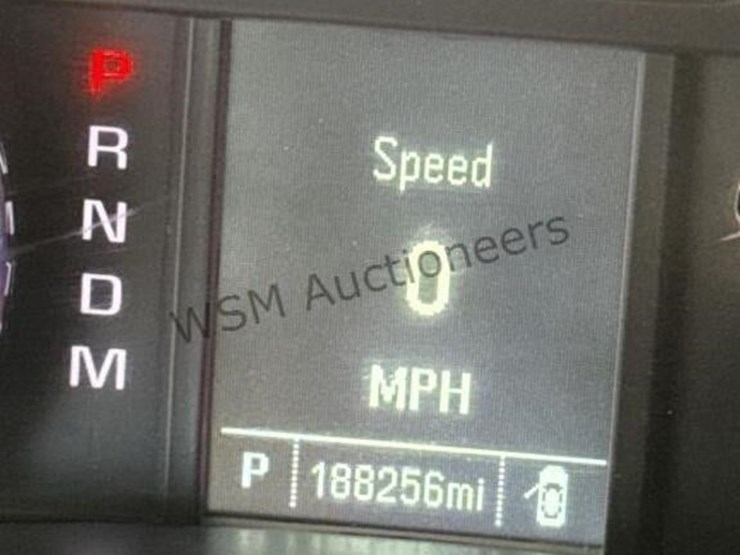 P
R
N
D
M
Speed
0
MPH
P 188256mi
WSM Auctioneers